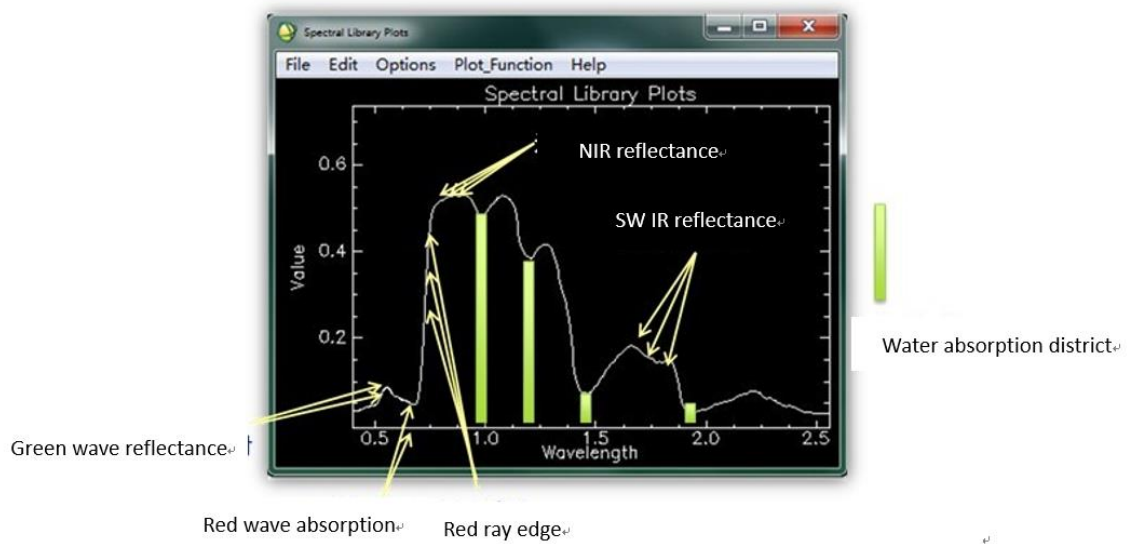 Spectral Library Plots
File Edit Options Plot_Function Help
Spectral Library Plots
NIR reflectance
0.6
SW IR reflectance
0.4
Value
0.2
Water absorption district
0.5 1.0 1.5 2.0 2.5
Wavelength
Green wave reflectance
Red wave absorption
Red ray edge